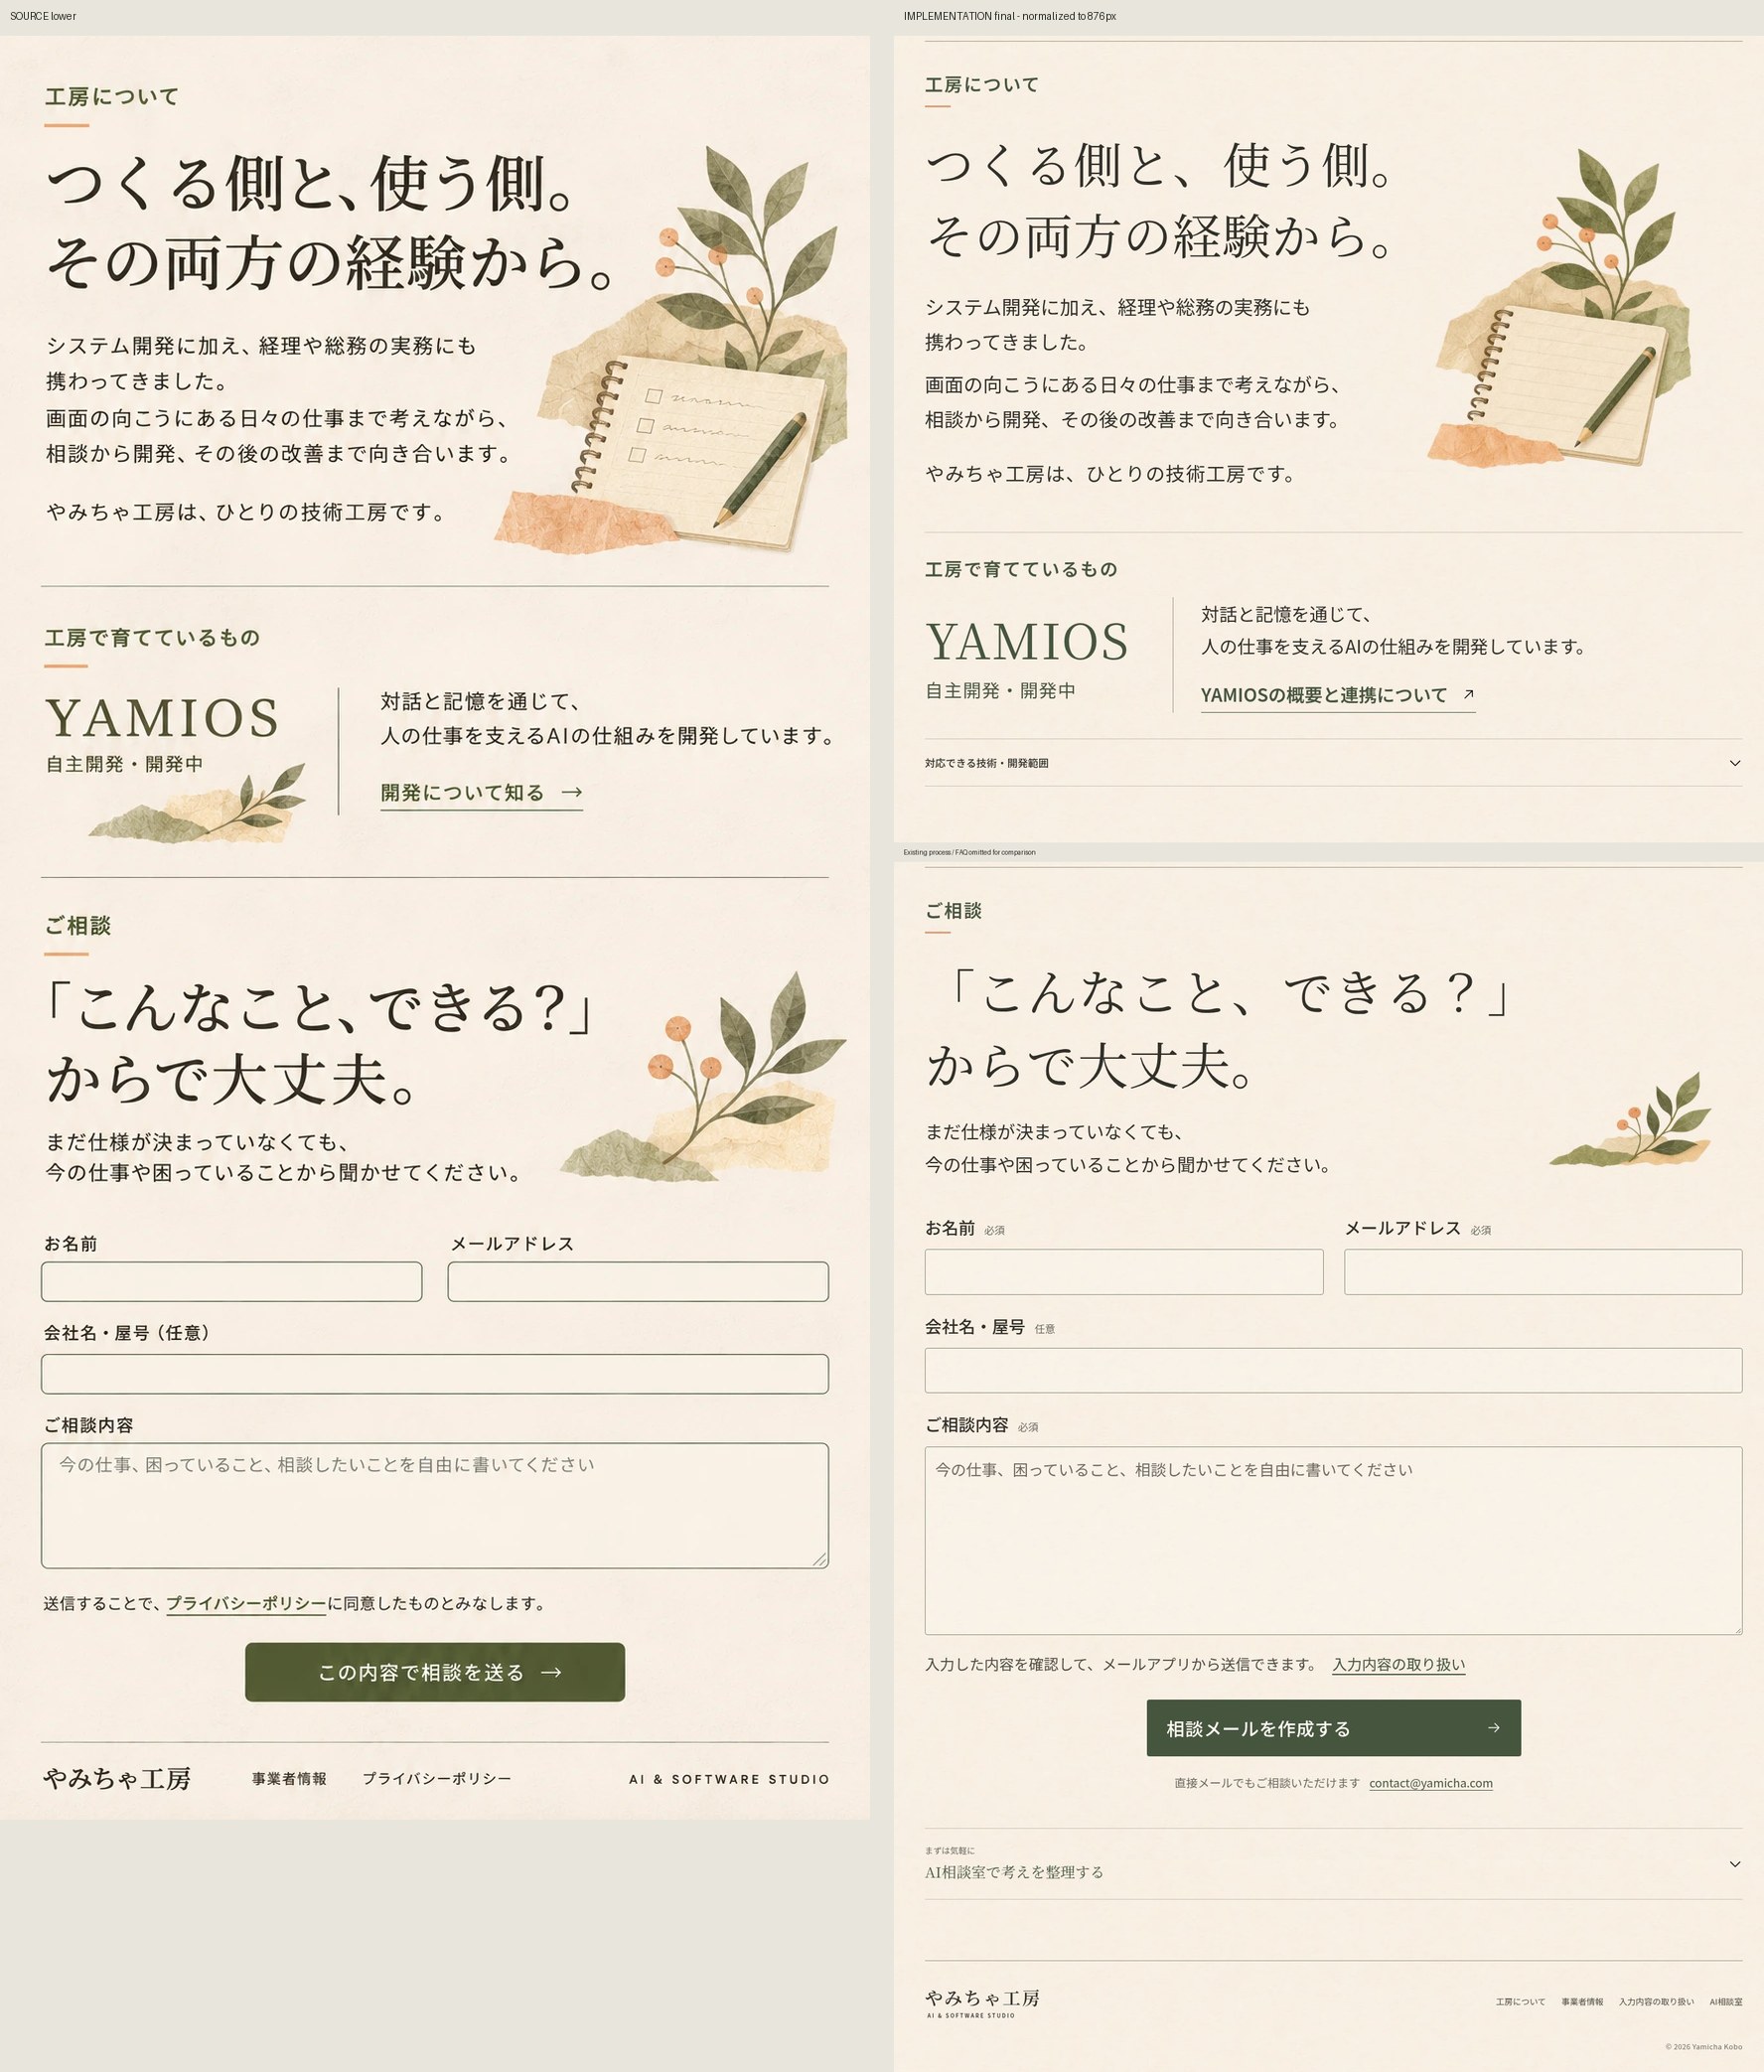 SOURCE lower
工房について
つくる側と、使う側。
その両方の経験から。
システム開発に加え、経理や総務の実務にも
携わってきました。
画面の向こうにある日々の仕事まで考えながら、
相談から開発、その後の改善まで向き合います。
やみちゃ工房は、ひとりの技術工房です。
工房で育てているもの
YAMIOS
自主開発・開発中
対話と記憶を通じて、
人の仕事を支えるAIの仕組みを開発しています。
開発について知る →
ご相談
「こんなこと、できる?」
からで大丈夫。
まだ仕様が決まっていなくても、
今の仕事や困っていることから聞かせてください。
お名前
メールアドレス
会社名・屋号（任意）
ご相談内容
今の仕事、困っていること、相談したいことを自由に書いてください
送信することで、プライバシーポリシーに同意したものとみなします。
この内容で相談を送る →
やみちゃ工房
事業者情報
プライバシーポリシー
AI & SOFTWARE STUDIO
IMPLEMENTATION final - normalized to 876px
工房について
つくる側と、使う側。
その両方の経験から。
システム開発に加え、経理や総務の実務にも
携わってきました。
画面の向こうにある日々の仕事まで考えながら、
相談から開発、その後の改善まで向き合います。
やみちゃ工房は、ひとりの技術工房です。
工房で育てているもの
YAMIOS
自主開発・開発中
対話と記憶を通じて、
人の仕事を支えるAIの仕組みを開発しています。
YAMIOSの概要と連携について ↗
対応できる技術・開発範囲
Existing process / FAQ omitted for comparison
ご相談
「こんなこと、できる？」
からで大丈夫。
まだ仕様が決まっていなくても、
今の仕事や困っていることから聞かせてください。
お名前 必須
メールアドレス 必須
会社名・屋号 任意
ご相談内容 必須
今の仕事、困っていること、相談したいことを自由に書いてください
入力した内容を確認して、メールアプリから送信できます。 入力内容の取り扱い
相談メールを作成する →
直接メールでもご相談いただけます contact@yamicha.com
まずは気軽に
AI相談室で考えを整理する
やみちゃ工房
AI & SOFTWARE STUDIO
工房について 事業者情報 入力内容の取り扱い AI相談室
© 2026 Yamicha Kobo